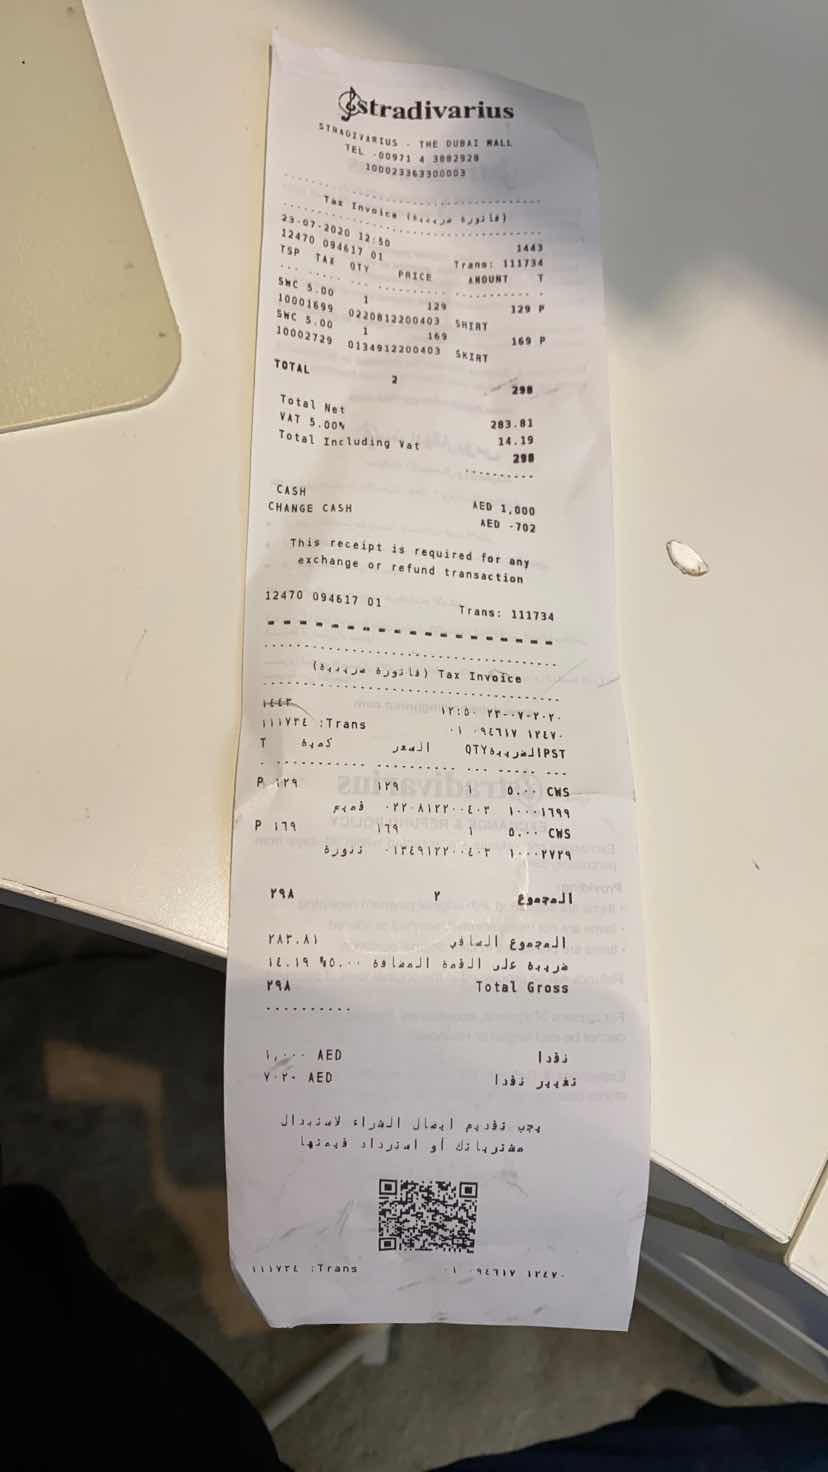 stradivarius
STRADIVARIUS - THE DUBAI MALL
TEL -00971 4 3882928
100023363300003
Tax Invoice (فاتورة ضريبية)
23-07-2020 12:50 1443
12470 094617 01 Trans: 111734
TSP TAX QTY PRICE AMOUNT T
SWC 5.00 1 129 129 P
10001699 0220812200403 SHIRT
SWC 5.00 1 169 169 P
10002729 0134912200403 SKIRT
TOTAL 2 298
Total Net 283.81
VAT 5.00% 14.19
Total Including Vat 298
CASH AED 1,000
CHANGE CASH AED -702
This receipt is required for any
exchange or refund transaction
12470 094617 01 Trans: 111734
(فاتورة ضريبية) Tax Invoice
١٤٤٣ ١٢:٥٠ ٢٣-٠٧-٢٠٢٠
١١١٧٣٤ :Trans ٠١ ٠٩٤٦١٧ ١٢٤٧٠
T كمية السعر QTYالضريبةPST
P ١٢٩ ١٢٩ ١ ٥.٠٠ CWS
قميص ٠٢٢٠٨١٢٢٠٠٤٠٣ ١٠٠٠١٦٩٩
P ١٦٩ ١٦٩ ١ ٥.٠٠ CWS
تنورة ٠١٣٤٩١٢٢٠٠٤٠٣ ١٠٠٠٢٧٢٩
المجموع ٢ ٢٩٨
المجموع الصافي ٢٨٣.٨١
ضريبة على القمة المضافة ٥.٠٠% ١٤.١٩
٢٩٨ Total Gross
١,٠٠٠ AED نقدا
٧٠٢- AED تغيير نقدا
يجب تقديم ايصال الشراء لاستبدال
مشترياتك أو استرداد قيمتها
١١١٧٣٤ :Trans ٠١ ٠٩٤٦١٧ ١٢٤٧٠